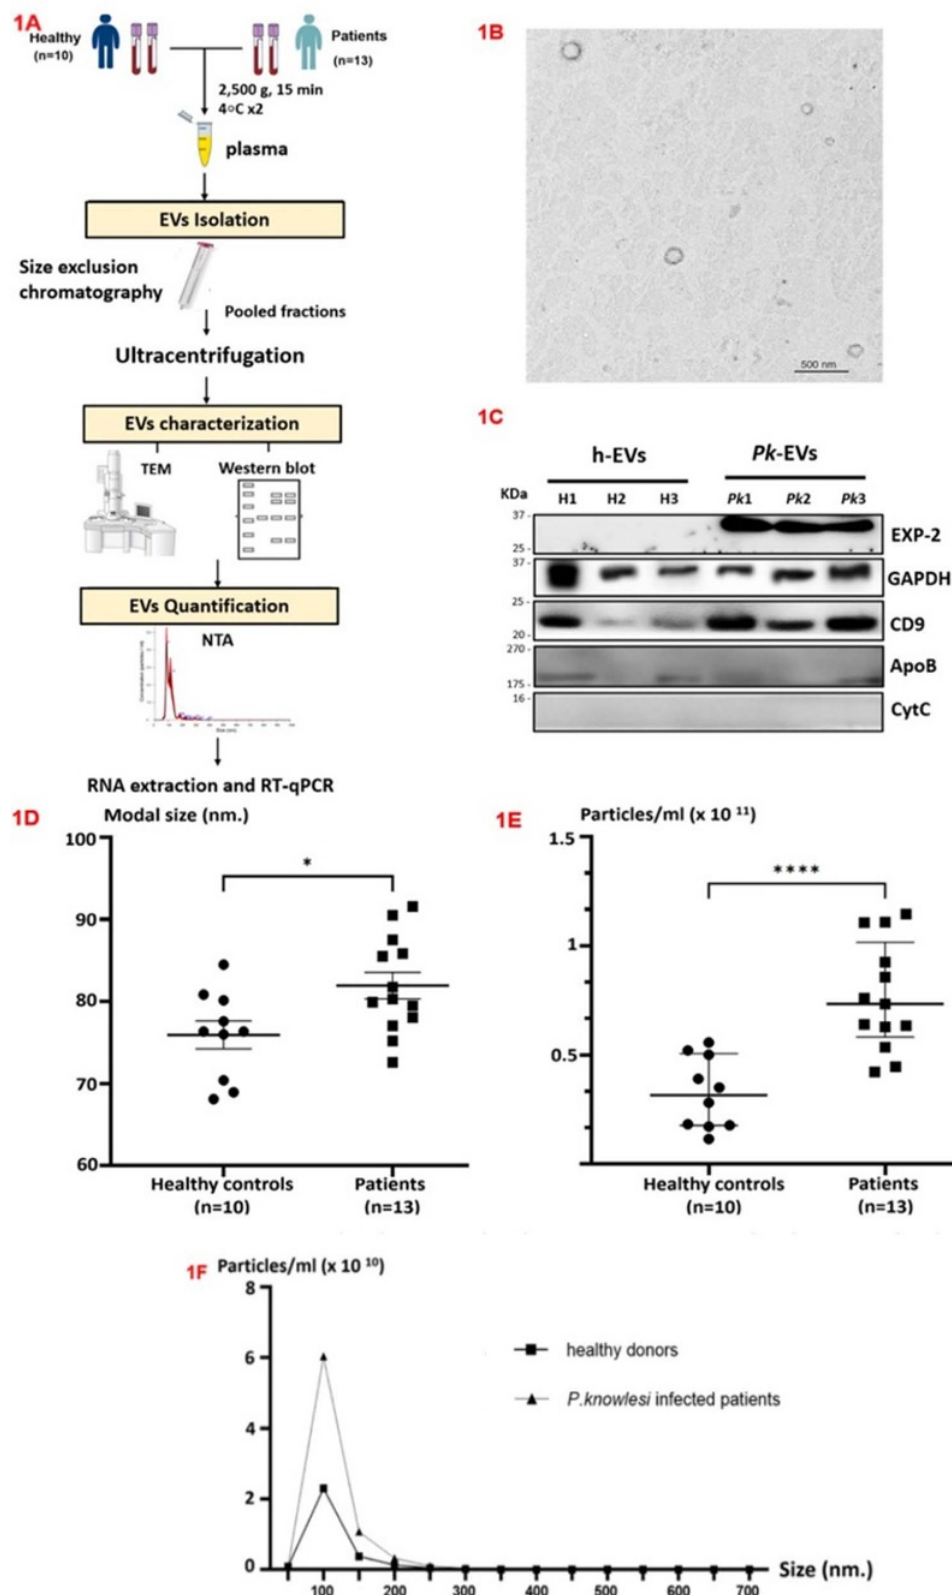 1A
Healthy
(n=10)
Patients
(n=13)
2,500 g, 15 min
4○C x2
plasma
EVs Isolation
Size exclusion
chromatography
Pooled fractions
Ultracentrifugation
EVs characterization
TEM
Western blot
EVs Quantification
NTA
RNA extraction and RT-qPCR
1B
500 nm
1C
h-EVs
Pk-EVs
KDa
H1 H2 H3 Pk1 Pk2 Pk3
37 -
EXP-2
25 -
37 -
GAPDH
25 -
CD9
20 -
270 -
ApoB
175 -
16 -
CytC
1D
Modal size (nm.)
100
90
80
70
60
*
Healthy controls
(n=10)
Patients
(n=13)
1E
Particles/ml (x 10 11)
1.5
1
0.5
****
Healthy controls
(n=10)
Patients
(n=13)
1F
Particles/ml (x 10 10)
8
6
4
2
0
healthy donors
P.knowlesi infected patients
100 200 300 400 500 600 700
Size (nm.)